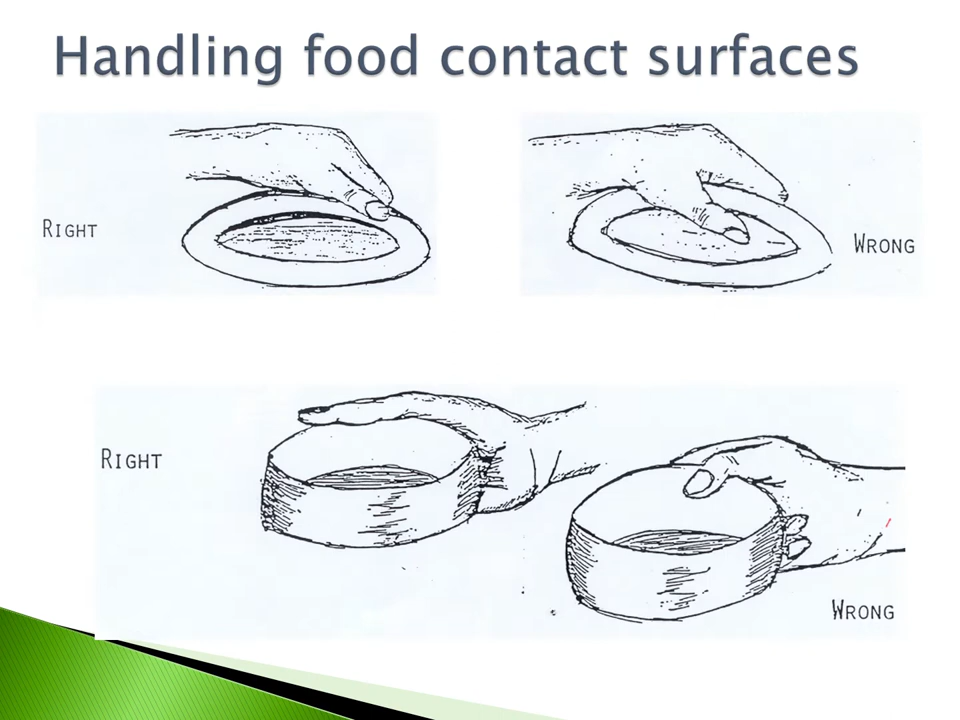 Handling food contact surfaces
RIGHT
WRONG
RIGHT
WRONG